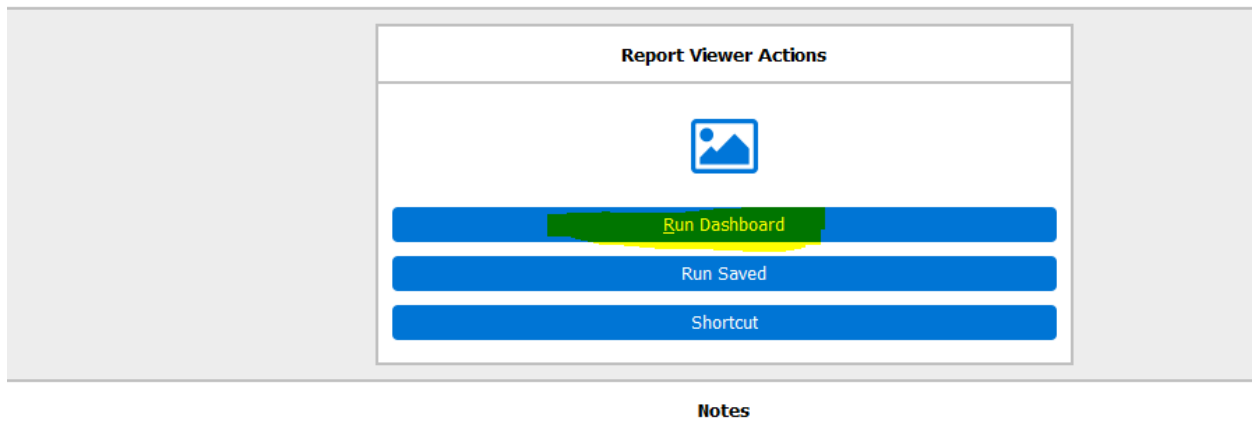 Report Viewer Actions
Run Dashboard
Run Saved
Shortcut
Notes